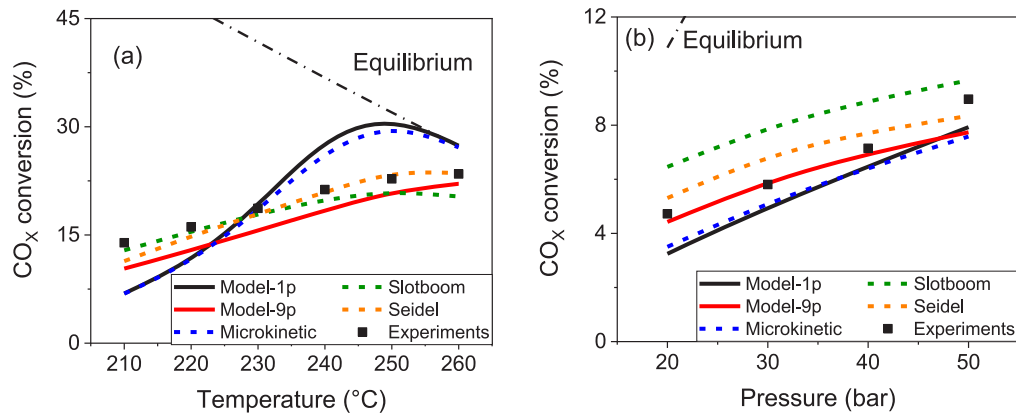 (a)
Equilibrium
COX conversion (%)
45
30
15
0
Model-1p
Model-9p
Microkinetic
Slotboom
Seidel
Experiments
210 220 230 240 250 260
Temperature (°C)
(b)
Equilibrium
COX conversion (%)
12
8
4
0
Model-1p
Model-9p
Microkinetic
Slotboom
Seidel
Experiments
20 30 40 50
Pressure (bar)